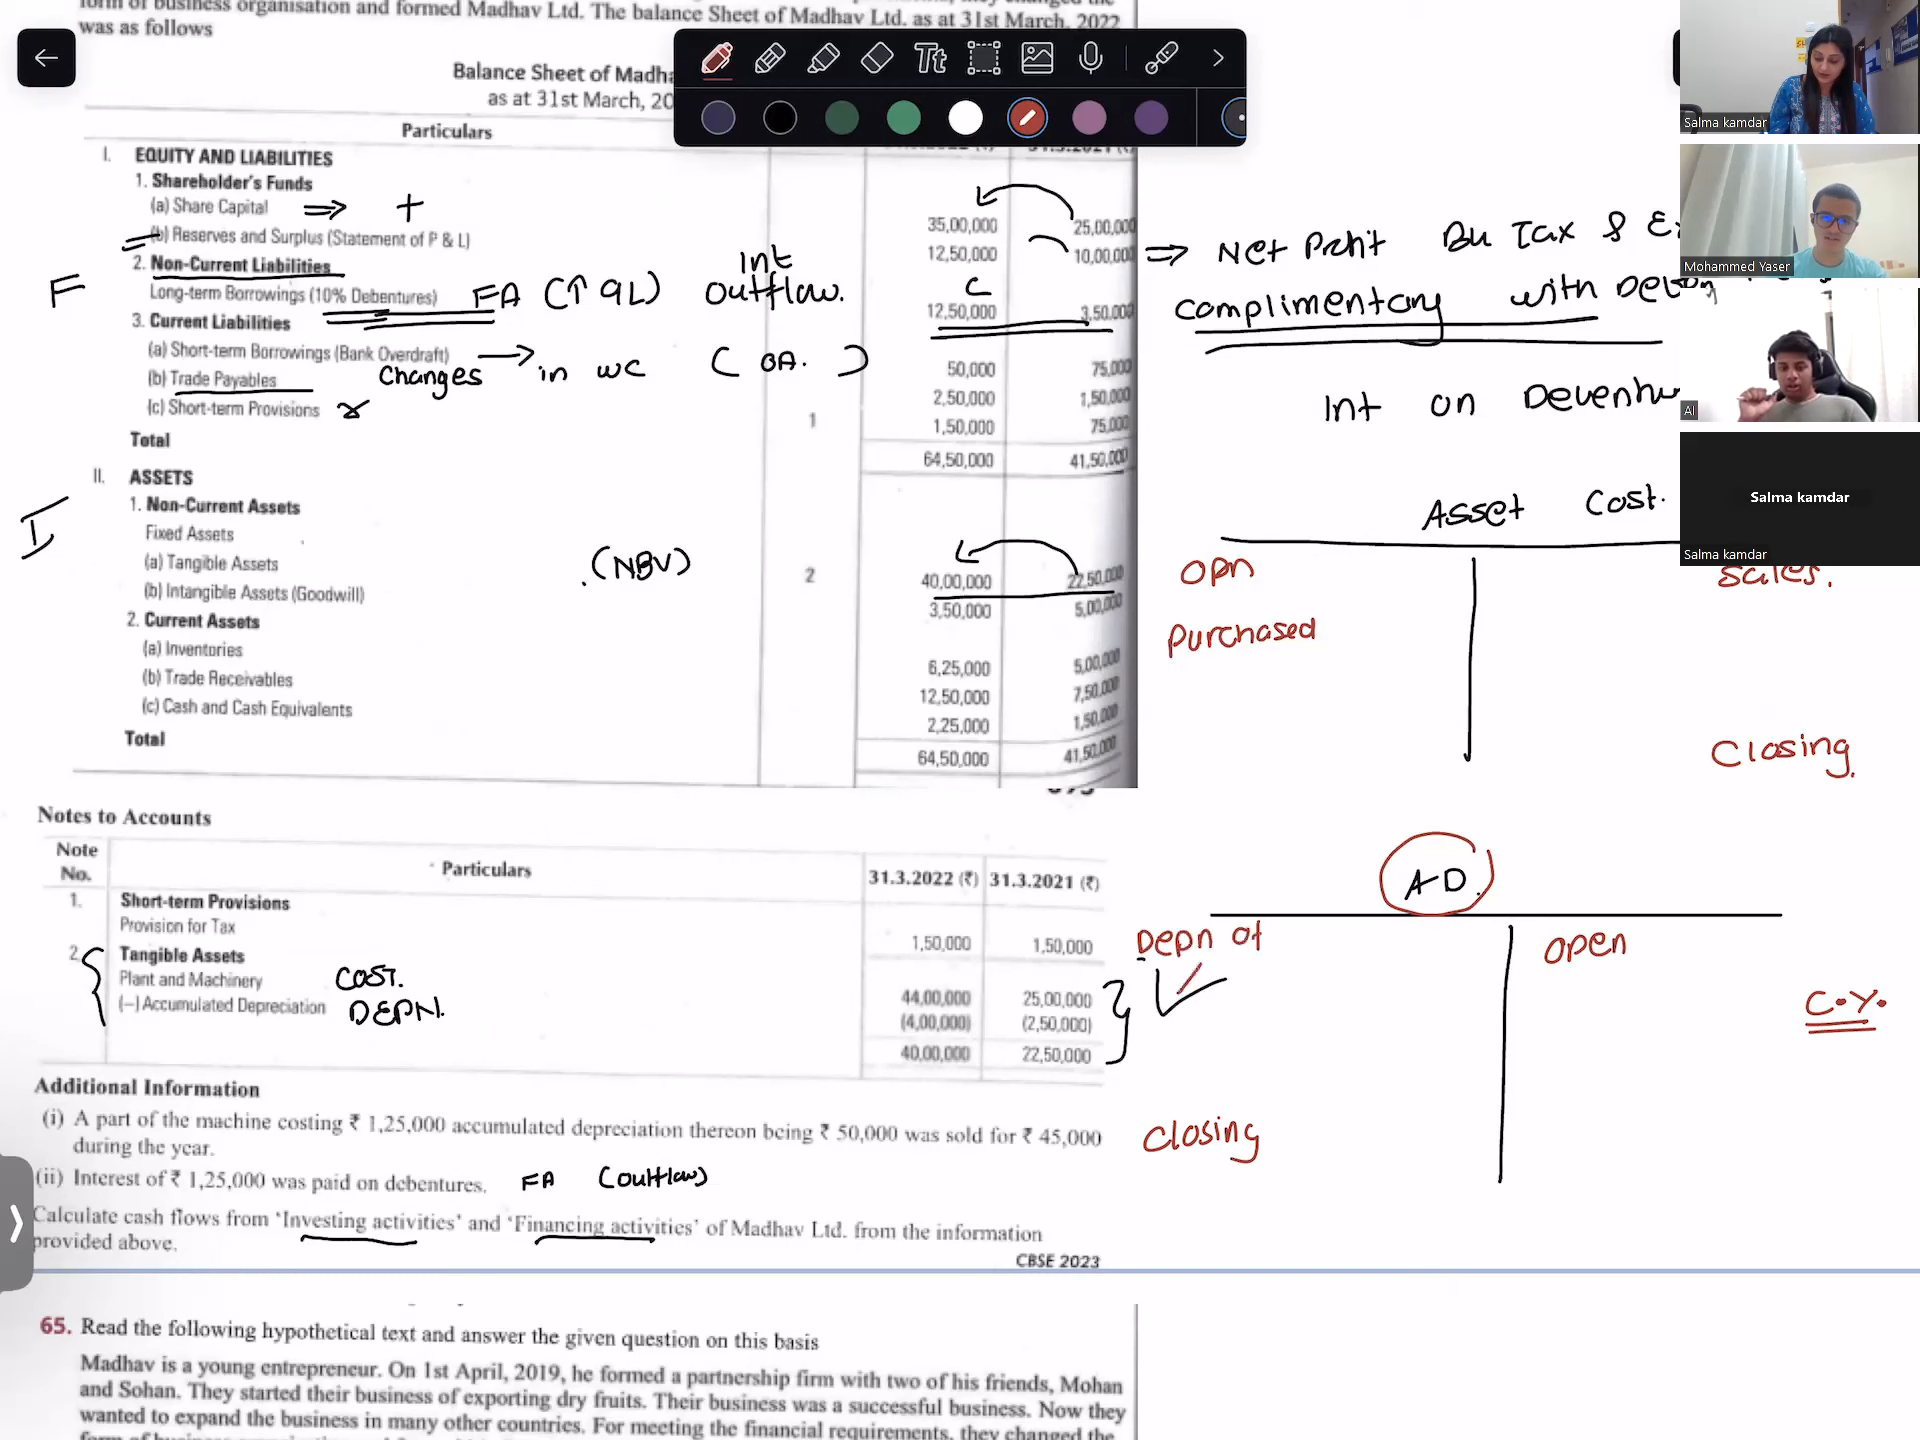 form of business organisation and formed Madhav Ltd. The balance Sheet of Madhav Ltd. as at 31st March, 2022
was as follows
Balance Sheet of Madha
as at 31st March, 20
Tt
Particulars
I. EQUITY AND LIABILITIES
1. Shareholder's Funds
(a) Share Capital ⇒ + 35,00,000 25,00,000
(b) Reserves and Surplus (Statement of P & L) 12,50,000 10,00,000
2. Non-Current Liabilities
F Long-term Borrowings (10% Debentures) FA (↑ 9L) Int outflow. C 12,50,000 3,50,000
3. Current Liabilities
(a) Short-term Borrowings (Bank Overdraft) 50,000 75,000
Changes → in WC ( OA. )
(b) Trade Payables 2,50,000 1,50,000
(c) Short-term Provisions x 1 1,50,000 75,000
Total 64,50,000 41,50,000
II. ASSETS
I 1. Non-Current Assets
Fixed Assets
(a) Tangible Assets (NBV) 2 40,00,000 22,50,000
(b) Intangible Assets (Goodwill) 3,50,000 5,00,000
2. Current Assets
(a) Inventories 6,25,000 5,00,000
(b) Trade Receivables 12,50,000 7,50,000
(c) Cash and Cash Equivalents 2,25,000 1,50,000
Total 64,50,000 41,50,000
⇒ Net Profit Tax &
complimentary with
Int on
Asset Cost.
Opn Sales.
Purchased
Closing.
Notes to Accounts
Note No. Particulars 31.3.2022 (₹) 31.3.2021 (₹)
1. Short-term Provisions
Provision for Tax 1,50,000 1,50,000
2. Tangible Assets
Plant and Machinery COST. 44,00,000 25,00,000
(–) Accumulated Depreciation DEPN. (4,00,000) (2,50,000)
40,00,000 22,50,000
AD.
Depn of Open
C.Y.
Closing
Additional Information
(i) A part of the machine costing ₹ 1,25,000 accumulated depreciation thereon being ₹ 50,000 was sold for ₹ 45,000
during the year.
(ii) Interest of ₹ 1,25,000 was paid on debentures. FA (outflow)
Calculate cash flows from 'Investing activities' and 'Financing activities' of Madhav Ltd. from the information
provided above.
CBSE 2023
65. Read the following hypothetical text and answer the given question on this basis
Madhav is a young entrepreneur. On 1st April, 2019, he formed a partnership firm with two of his friends, Mohan
and Sohan. They started their business of exporting dry fruits. Their business was a successful business. Now they
wanted to expand the business in many other countries. For meeting the financial requirements, they changed the
Salma kamdar
Mohammed Yaser
Al
Salma kamdar
Salma kamdar